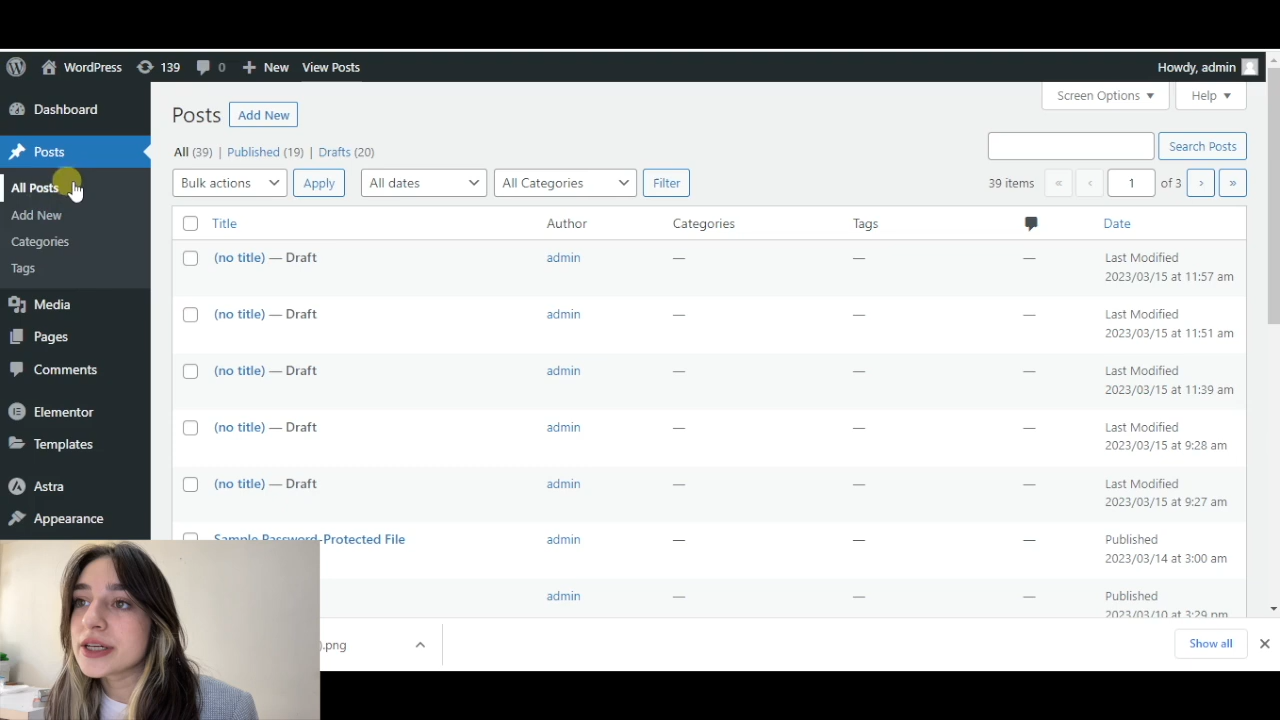 WordPress 139 0 New View Posts Howdy, admin
Dashboard
Posts
All Posts
Add New
Categories
Tags
Media
Pages
Comments
Elementor
Templates
Astra
Appearance
Screen Options Help
Posts Add New
All (39) | Published (19) | Drafts (20)
Search Posts
Bulk actions Apply All dates All Categories Filter 39 items « ‹ 1 of 3 › »
Title Author Categories Tags Date
(no title) — Draft admin — — — Last Modified
2023/03/15 at 11:57 am
(no title) — Draft admin — — — Last Modified
2023/03/15 at 11:51 am
(no title) — Draft admin — — — Last Modified
2023/03/15 at 11:39 am
(no title) — Draft admin — — — Last Modified
2023/03/15 at 9:28 am
(no title) — Draft admin — — — Last Modified
2023/03/15 at 9:27 am
Sample Password-Protected File admin — — — Published
2023/03/14 at 3:00 am
admin — — — Published
2023/03/10 at 3:29 pm
).png Show all